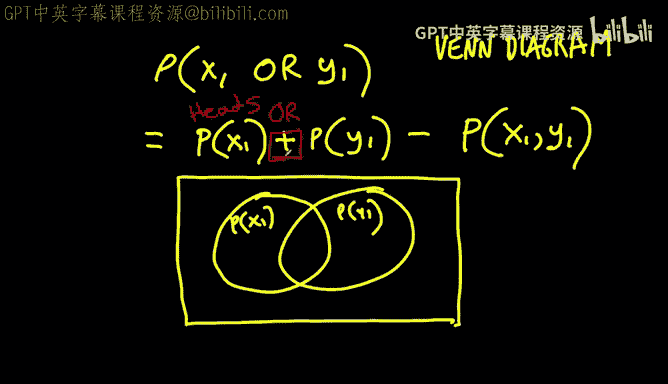 GPT中英字幕课程资源@bilibili.com
GPT中英字幕课程资源 bilibili
VENN DIAGRAM
P(x₁ OR y₁)
Heads OR
= P(x₁) + P(y₁) - P(x₁,y₁)
P(x₁) P(y₁)